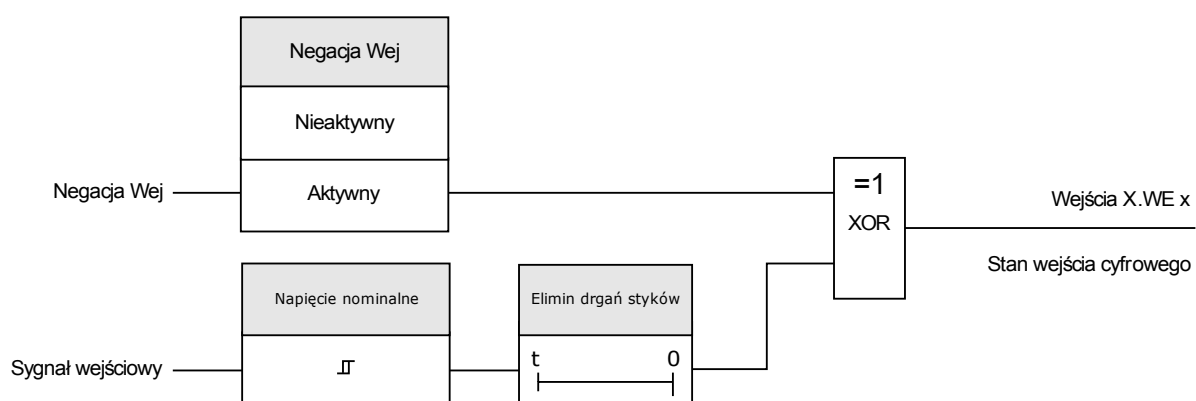 Negacja Wej
Nieaktywny
Negacja Wej
Aktywny
=1
XOR
Wejścia X.WE x
Stan wejścia cyfrowego
Napięcie nominalne
Elimin drgań styków
Sygnał wejściowy
t
0